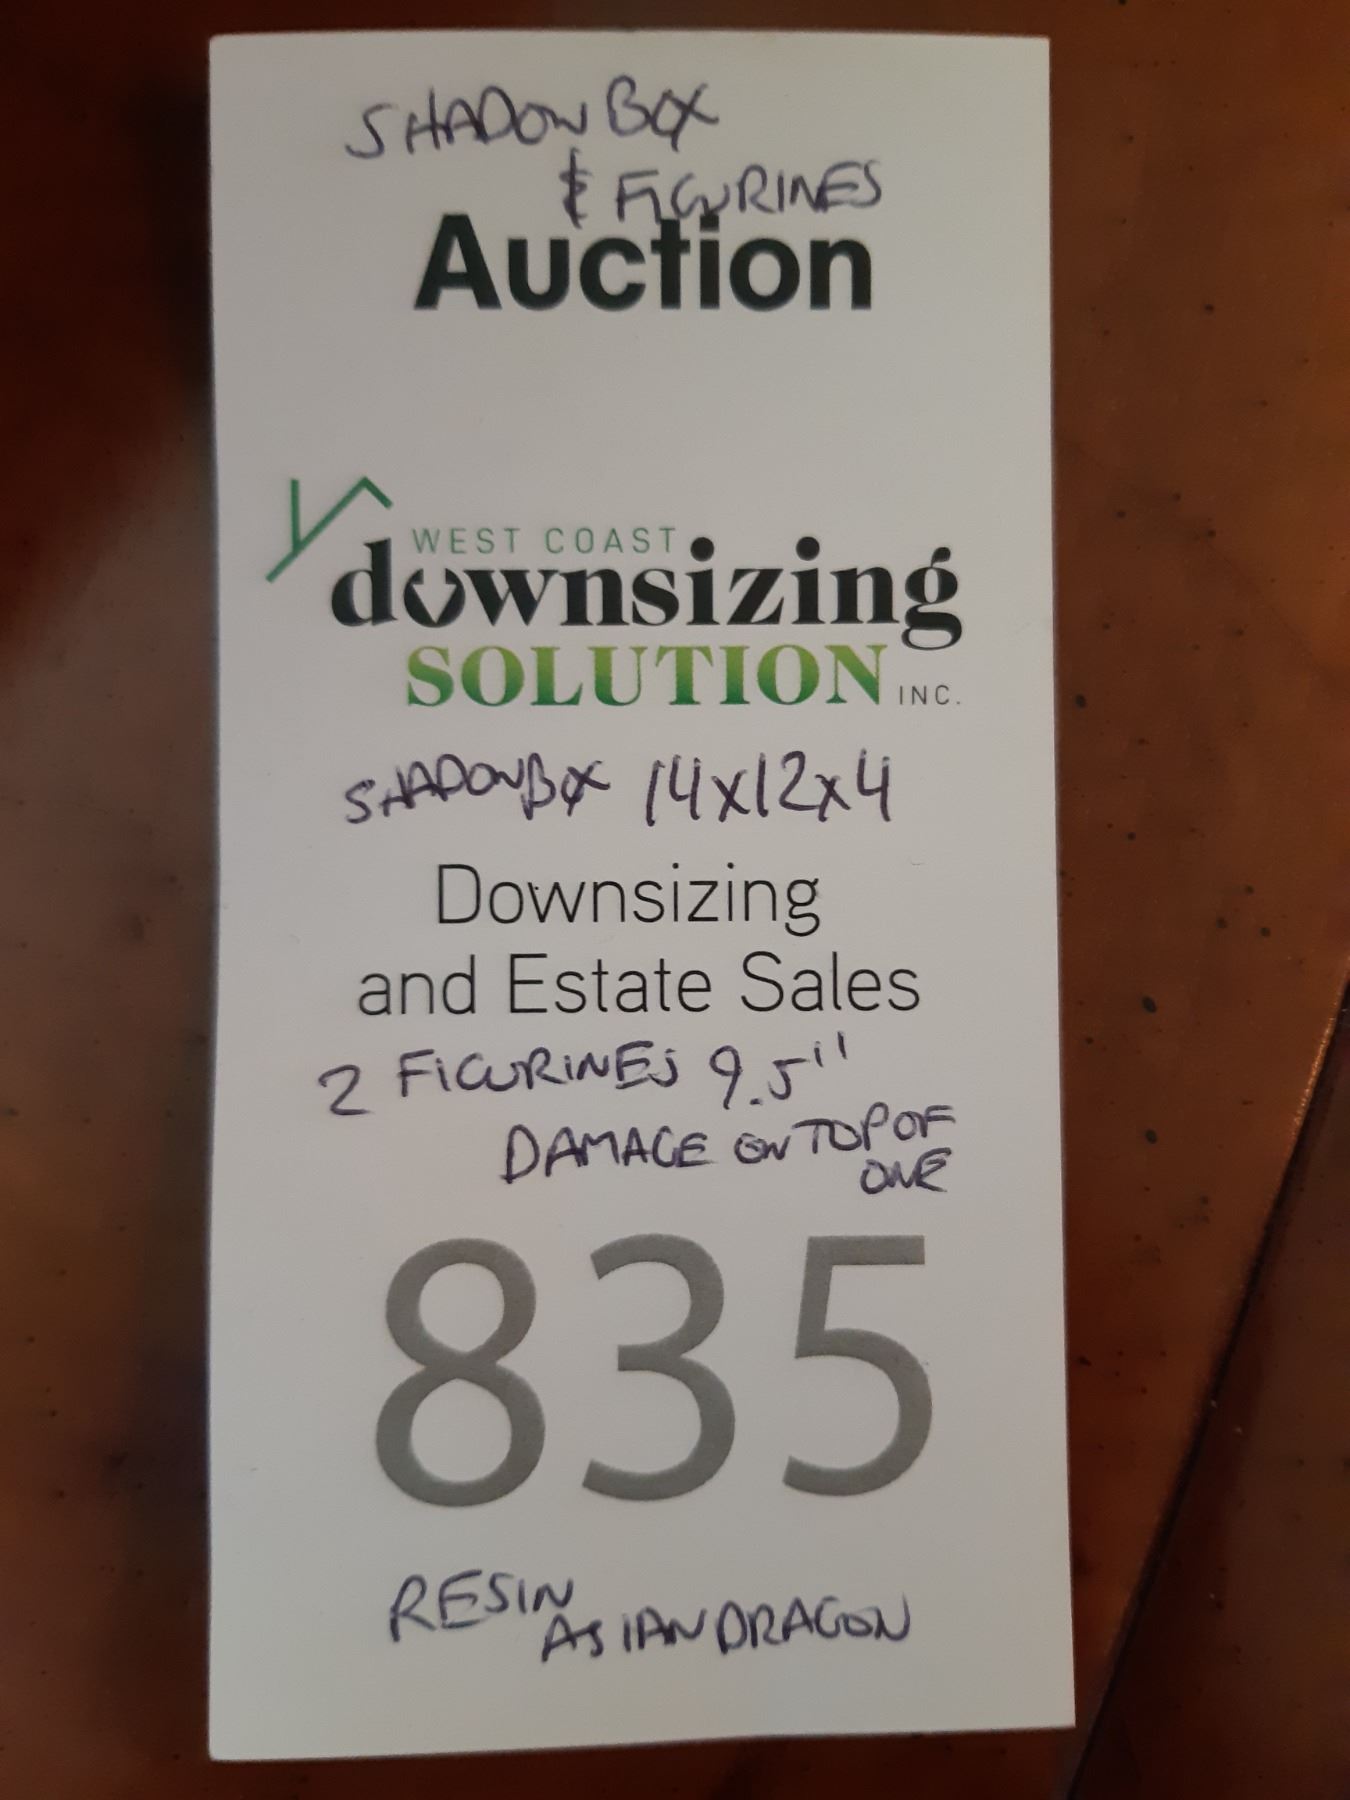 SHADOW BOX
& FIGURINES
Auction
WEST COAST
downsizing
SOLUTION INC.
SHADOWBOX 14x12x4
Downsizing
and Estate Sales
2 FIGURINES 9.5"
DAMAGE ON TOP OF
ONE
835
RESIN
ASIAN DRAGON